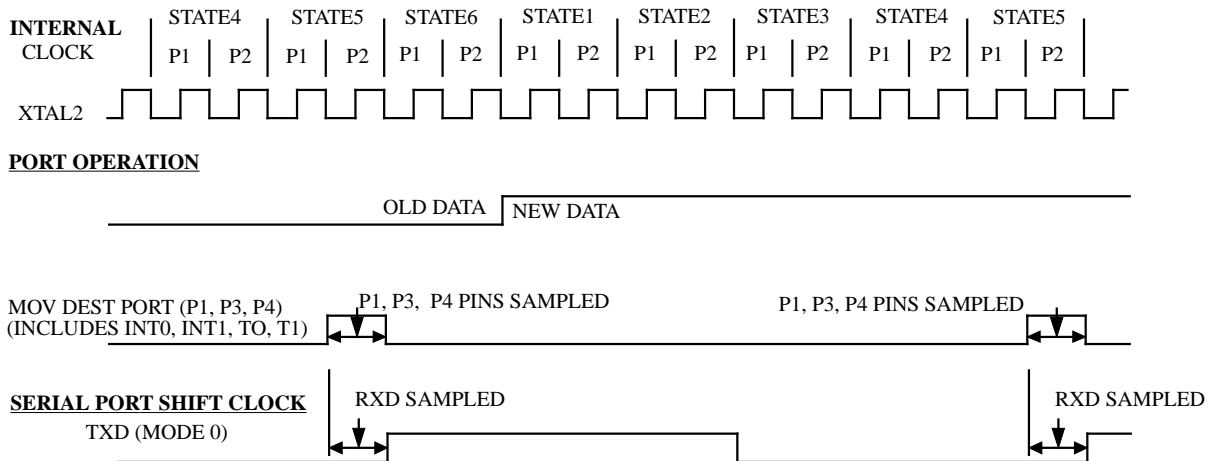 INTERNAL
CLOCK
STATE4 STATE5 STATE6 STATE1 STATE2 STATE3 STATE4 STATE5
P1 P2 P1 P2 P1 P2 P1 P2 P1 P2 P1 P2 P1 P2 P1 P2
XTAL2
PORT OPERATION
OLD DATA NEW DATA
MOV DEST PORT (P1, P3, P4)
(INCLUDES INT0, INT1, TO, T1)
P1, P3, P4 PINS SAMPLED
P1, P3, P4 PINS SAMPLED
SERIAL PORT SHIFT CLOCK
TXD (MODE 0)
RXD SAMPLED
RXD SAMPLED